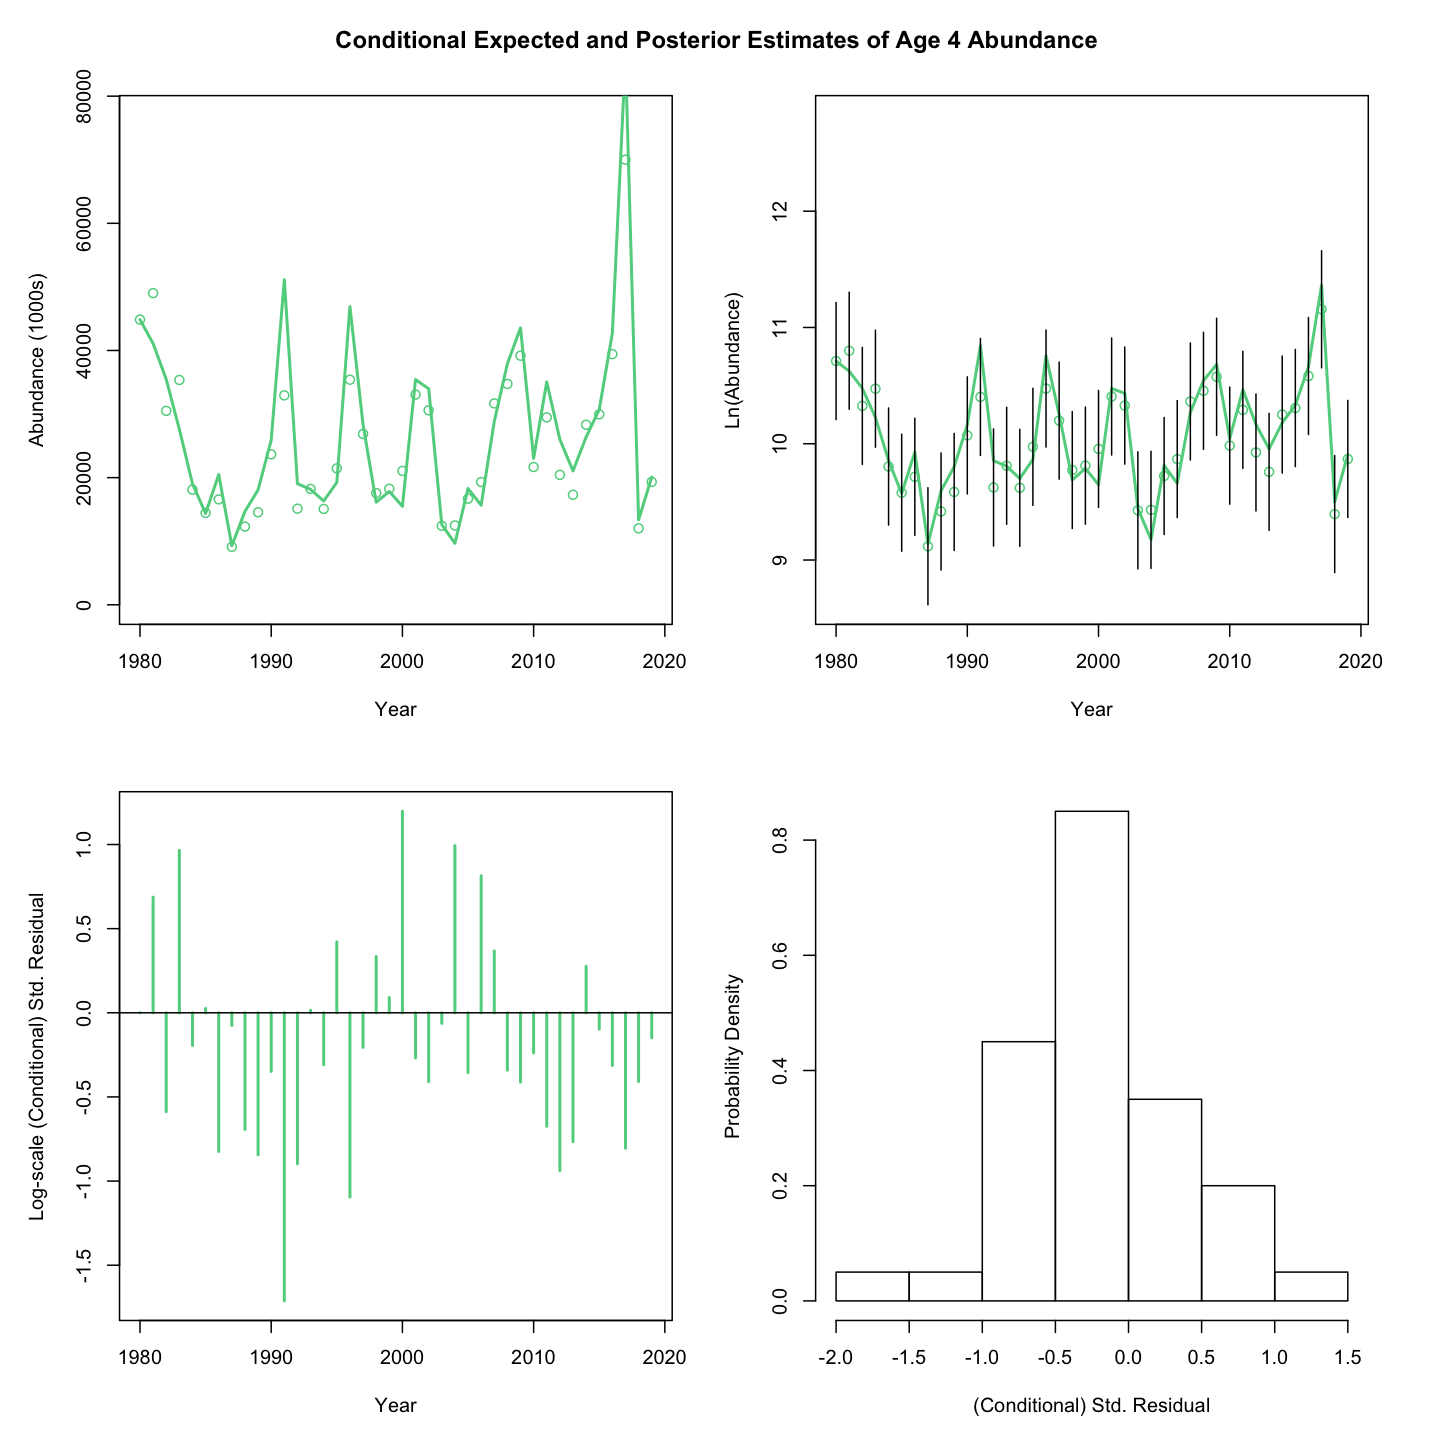 Conditional Expected and Posterior Estimates of Age 4 Abundance
Abundance (1000s)
80000
60000
40000
20000
0
1980 1990 2000 2010 2020
Year
Ln(Abundance)
12
11
10
9
1980 1990 2000 2010 2020
Year
Log-scale (Conditional) Std. Residual
1.0
0.5
0.0
-0.5
-1.0
-1.5
1980 1990 2000 2010 2020
Year
Probability Density
0.8
0.6
0.4
0.2
0.0
-2.0 -1.5 -1.0 -0.5 0.0 0.5 1.0 1.5
(Conditional) Std. Residual